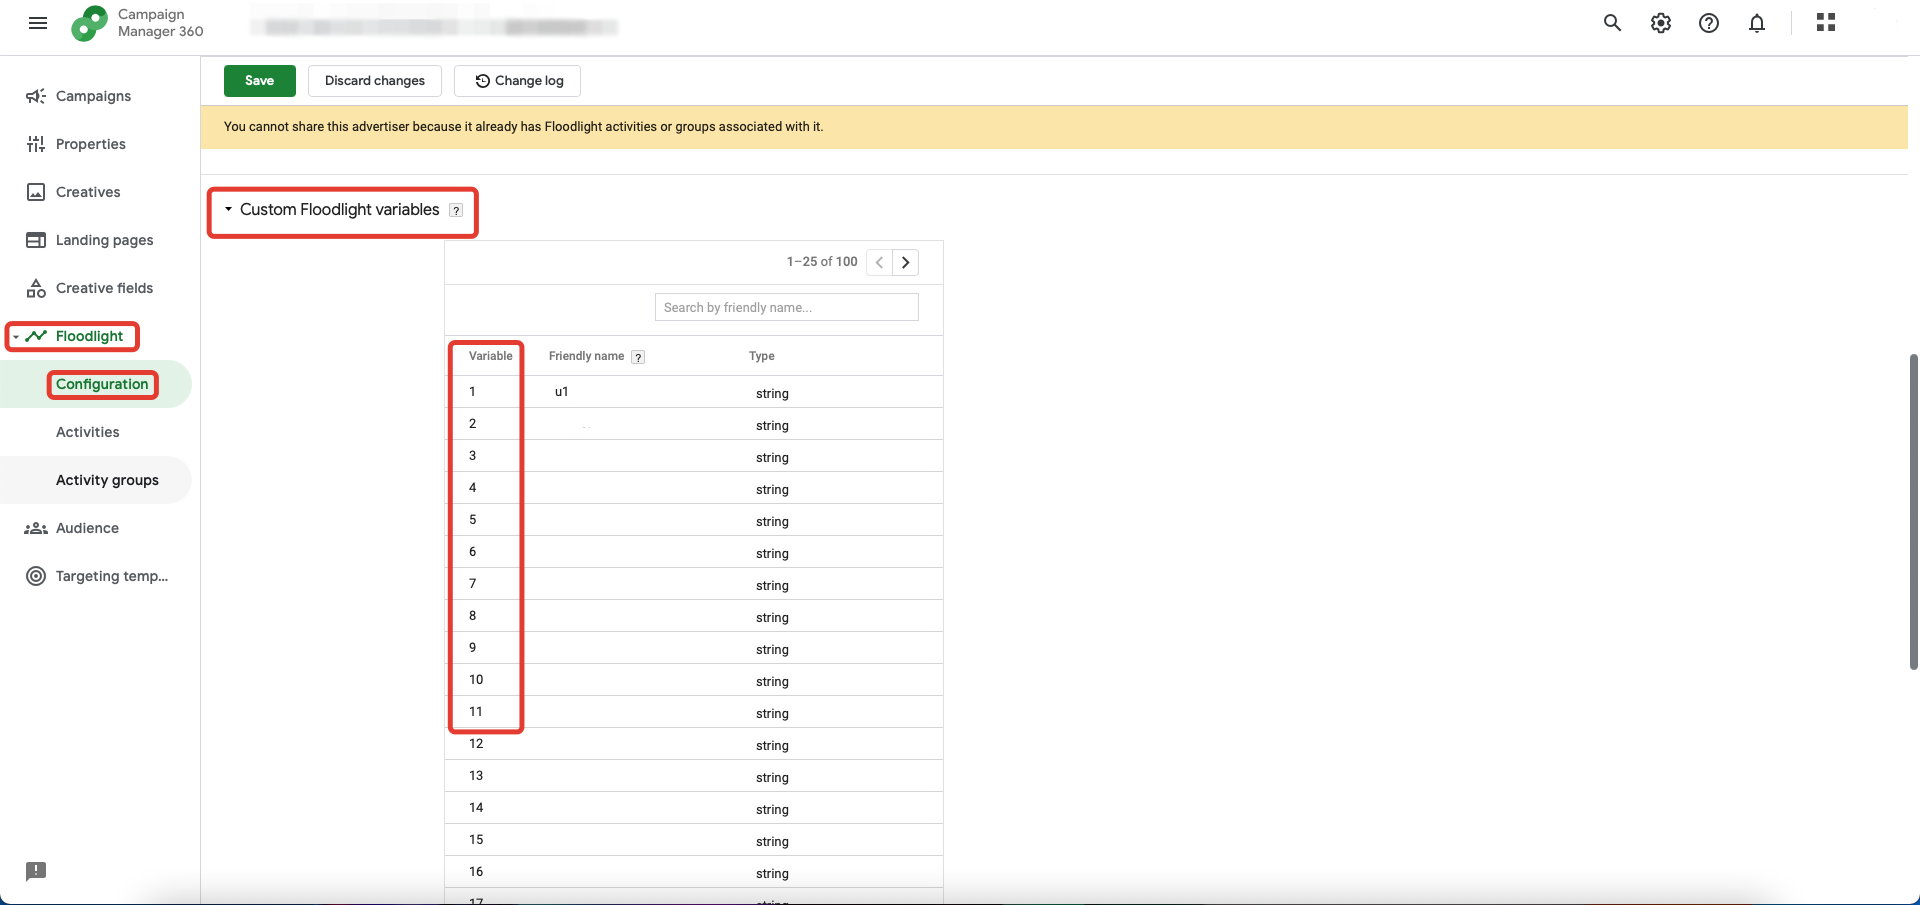 Campaign
Manager 360
Save
Discard changes
Change log
You cannot share this advertiser because it already has Floodlight activities or groups associated with it.
Campaigns
Properties
Creatives
Landing pages
Creative fields
Floodlight
Configuration
Activities
Activity groups
Audience
Targeting temp...
Custom Floodlight variables ?
1–25 of 100
Search by friendly name...
Variable Friendly name ? Type
1 u1 string
2 string
3 string
4 string
5 string
6 string
7 string
8 string
9 string
10 string
11 string
12 string
13 string
14 string
15 string
16 string
17 string